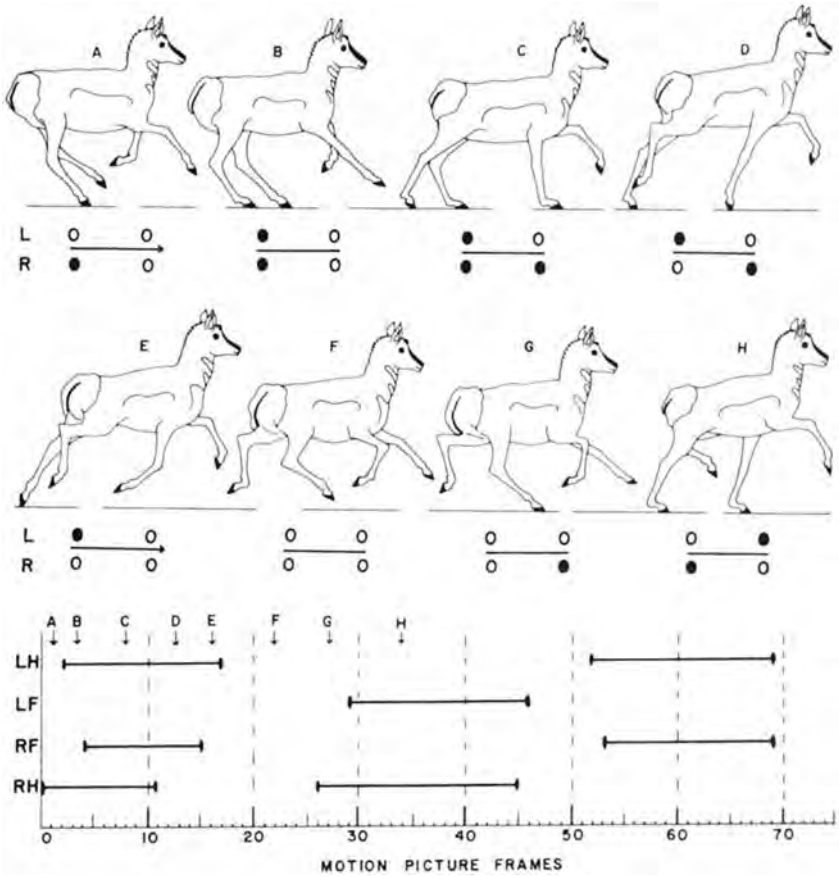 A B C D
L O O ● O ● O ● O
R ● O ● O ● ● O ●
E F G H
L ● O O O O O O ●
R O O O O O ● ● O
A B C D E F G H
LH
LF
RF
RH
0 10 20 30 40 50 60 70
MOTION PICTURE FRAMES